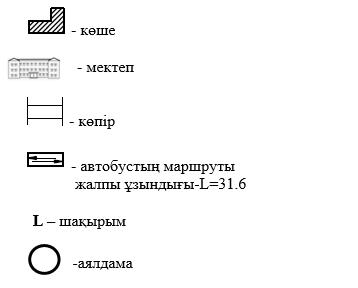 - көше
- мектеп
- көпір
- автобустың маршруты
жалпы ұзындығы-L=31.6
L – шақырым
-аялдама